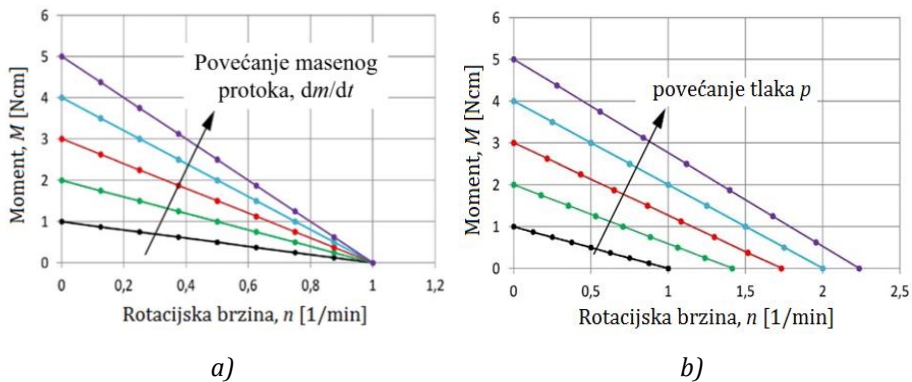 6
5
4
3
2
1
0
Moment, M [Ncm]
Povećanje masenog
protoka, dm/dt
0 0,2 0,4 0,6 0,8 1 1,2
Rotacijska brzina, n [1/min]
a)
6
5
4
3
2
1
0
Moment, M [Ncm]
povećanje tlaka p
0 0,5 1 1,5 2 2,5
Rotacijska brzina, n [1/min]
b)